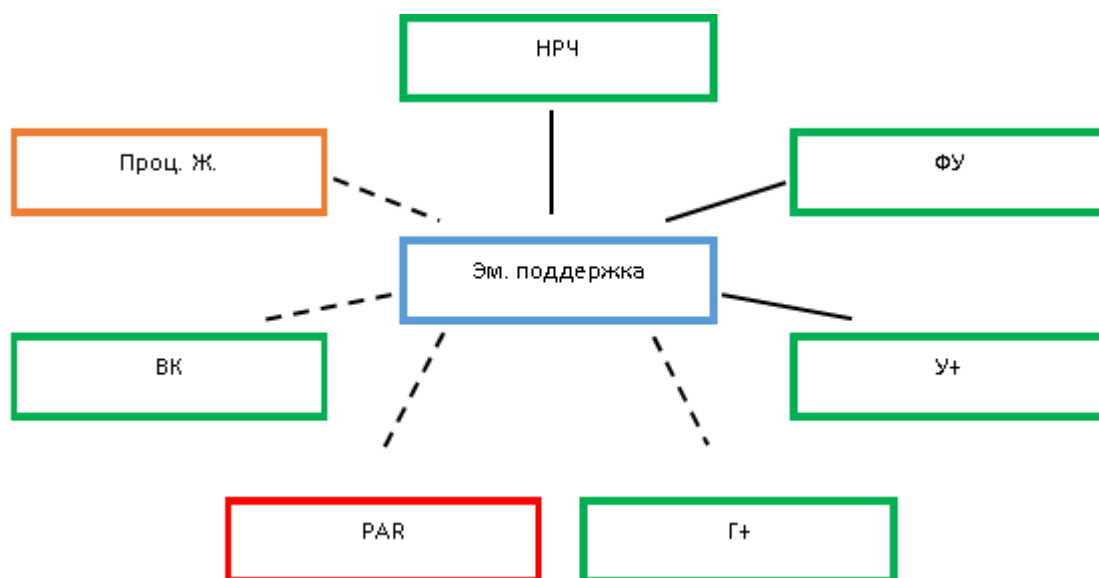 НРЧ
Проц. Ж.
ФУ
Эм. поддержка
ВК
У+
PAR
Г+